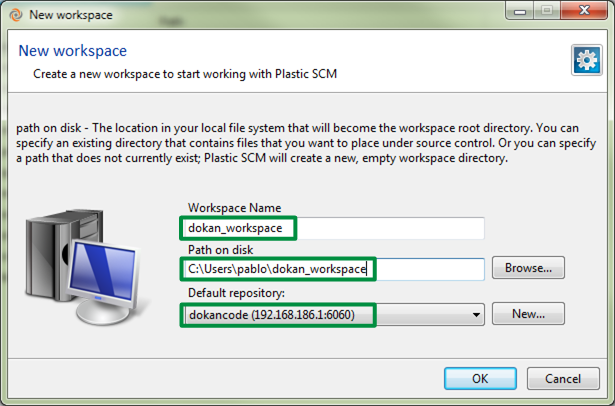 New workspace
Path
New workspace
Create a new workspace to start working with Plastic SCM
path on disk - The location in your local file system that will become the workspace root directory. You can
specify an existing directory that contains files that you want to place under source control. Or you can specify
a path that does not currently exist; Plastic SCM will create a new, empty workspace directory.
Workspace Name
dokan_workspace
Path on disk
C:\Users\pablo\dokan_workspace
Browse...
Default repository:
dokancode (192.168.186.1:6060)
New...
OK
Cancel